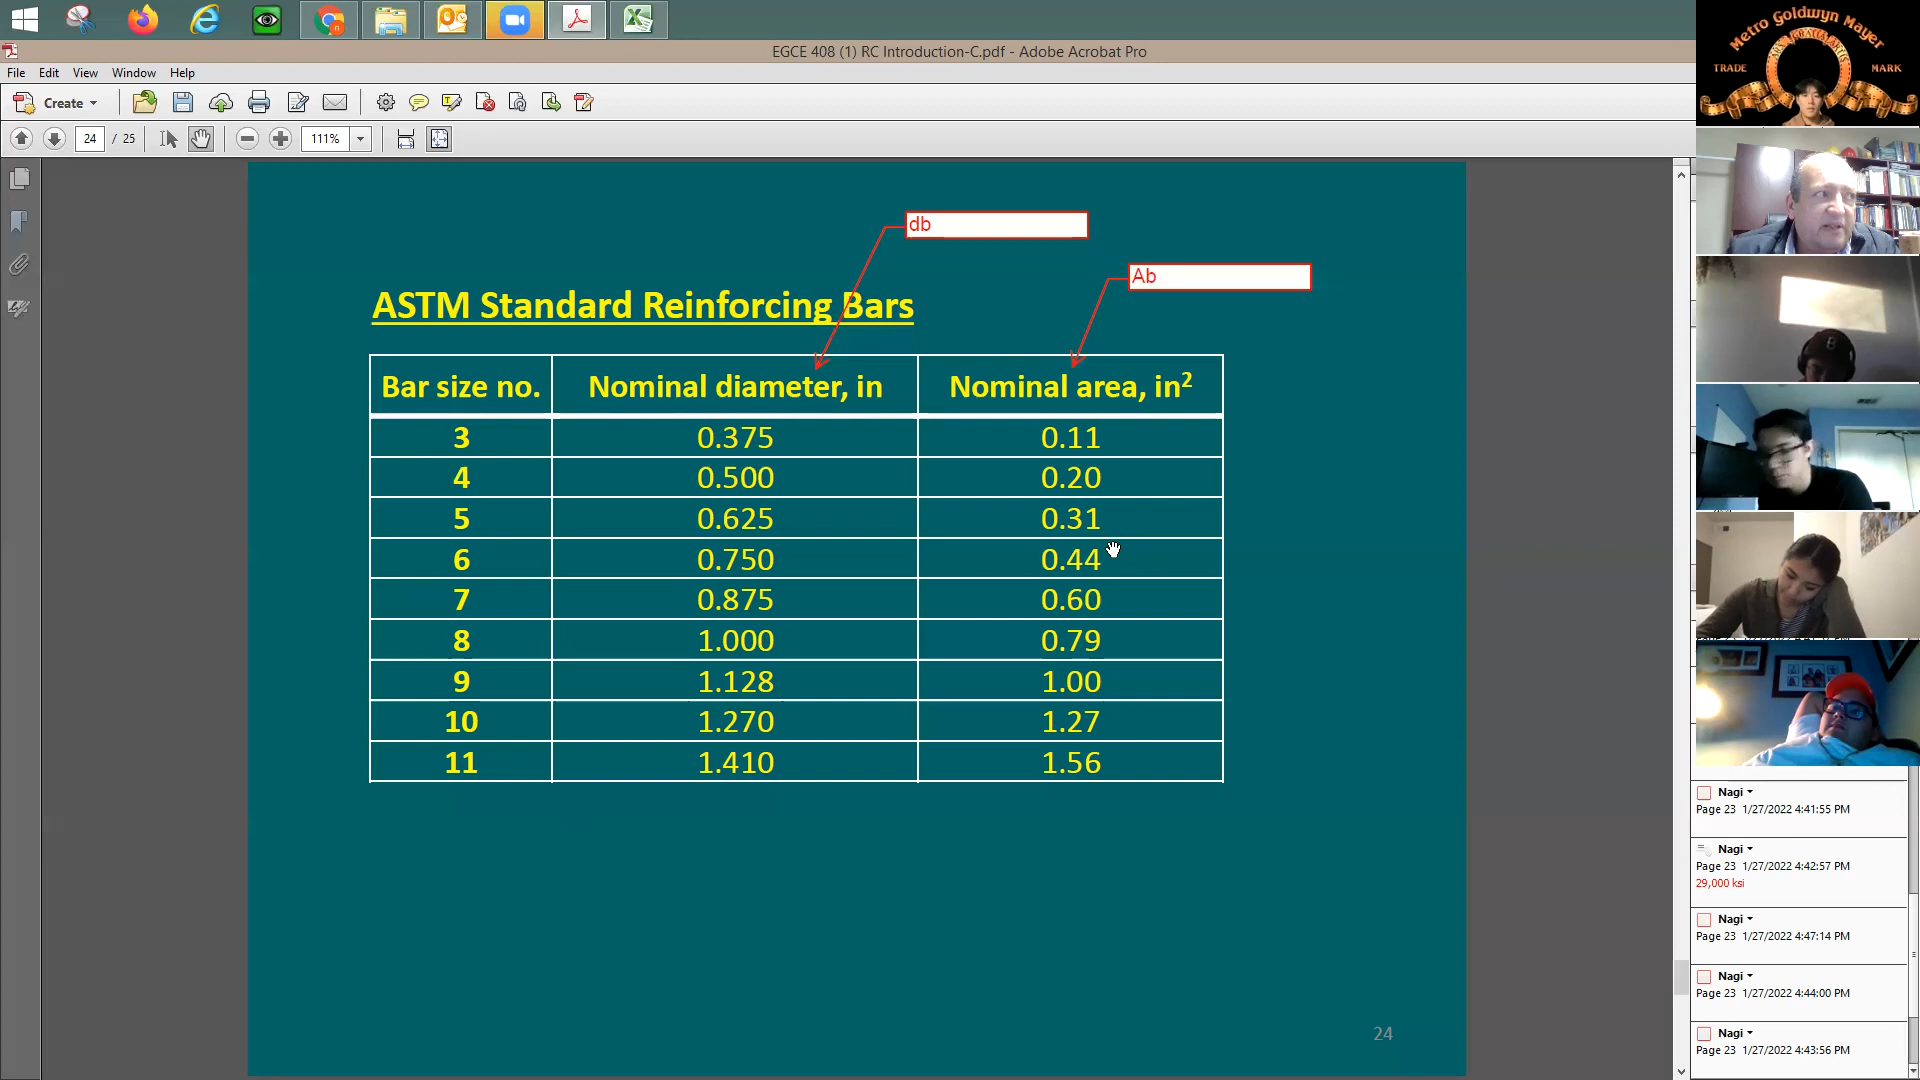 EGCE 408 (1) RC Introduction-C.pdf - Adobe Acrobat Pro
File Edit View Window Help
Create
24 / 25 111%
db
Ab
ASTM Standard Reinforcing Bars
Bar size no. Nominal diameter, in Nominal area, in²
3 0.375 0.11
4 0.500 0.20
5 0.625 0.31
6 0.750 0.44
7 0.875 0.60
8 1.000 0.79
9 1.128 1.00
10 1.270 1.27
11 1.410 1.56
24
Metro Goldwyn Mayer
TRADE MARK
Nagi
Page 23 1/27/2022 4:41:55 PM
Nagi
Page 23 1/27/2022 4:42:57 PM
29,000 ksi
Nagi
Page 23 1/27/2022 4:47:14 PM
Nagi
Page 23 1/27/2022 4:44:00 PM
Nagi
Page 23 1/27/2022 4:43:56 PM